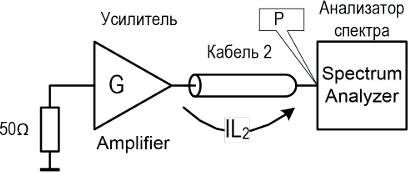 Усилитель
Анализатор
спектра
P
Кабель 2
G
Spectrum
Analyzer
50Ω
Amplifier
IL₂